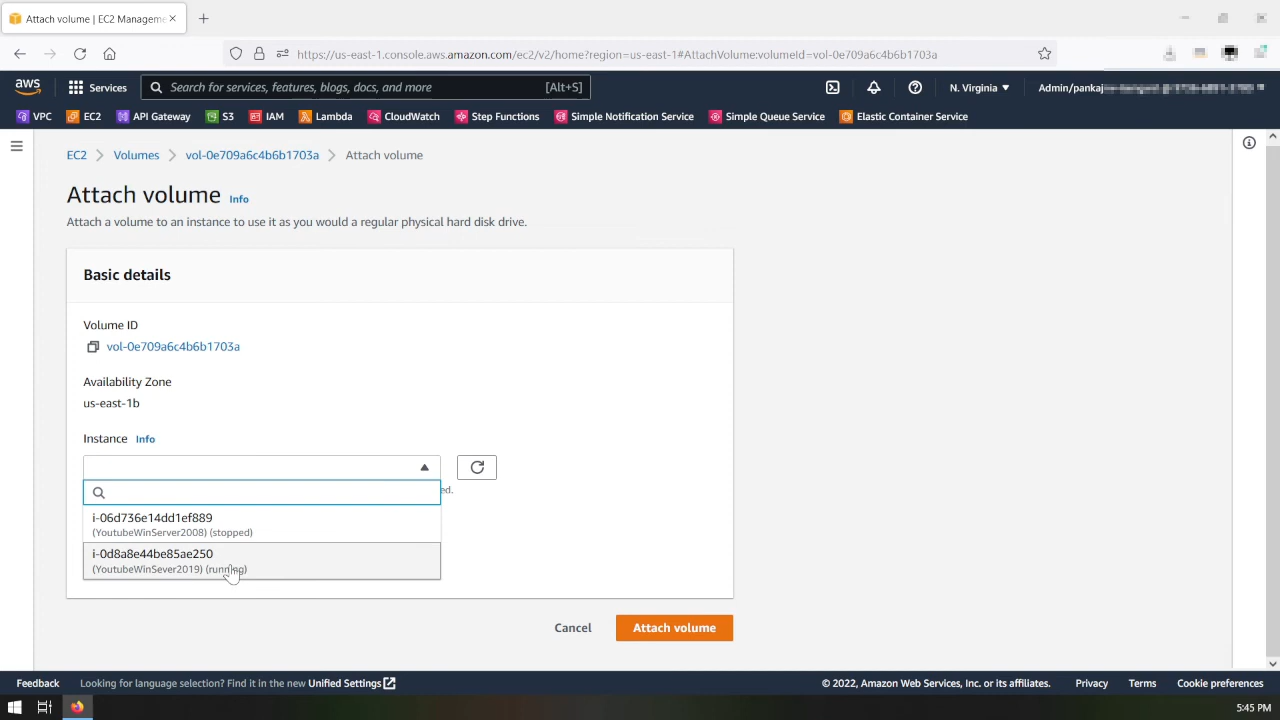 Attach volume | EC2 Manageme
https://us-east-1.console.aws.amazon.com/ec2/v2/home?region=us-east-1#AttachVolume:volumeId=vol-0e709a6c4b6b1703a
aws
Services
Search for services, features, blogs, docs, and more
[Alt+S]
N. Virginia
Admin/pankaj
VPC
EC2
API Gateway
S3
IAM
Lambda
CloudWatch
Step Functions
Simple Notification Service
Simple Queue Service
Elastic Container Service
EC2 > Volumes > vol-0e709a6c4b6b1703a > Attach volume
Attach volume Info
Attach a volume to an instance to use it as you would a regular physical hard disk drive.
Basic details
Volume ID
vol-0e709a6c4b6b1703a
Availability Zone
us-east-1b
Instance Info
ed.
i-06d736e14dd1ef889
(YoutubeWinServer2008) (stopped)
i-0d8a8e44be85ae250
(YoutubeWinSever2019) (running)
Cancel
Attach volume
Feedback
Looking for language selection? Find it in the new Unified Settings
© 2022, Amazon Web Services, Inc. or its affiliates.
Privacy
Terms
Cookie preferences
5:45 PM